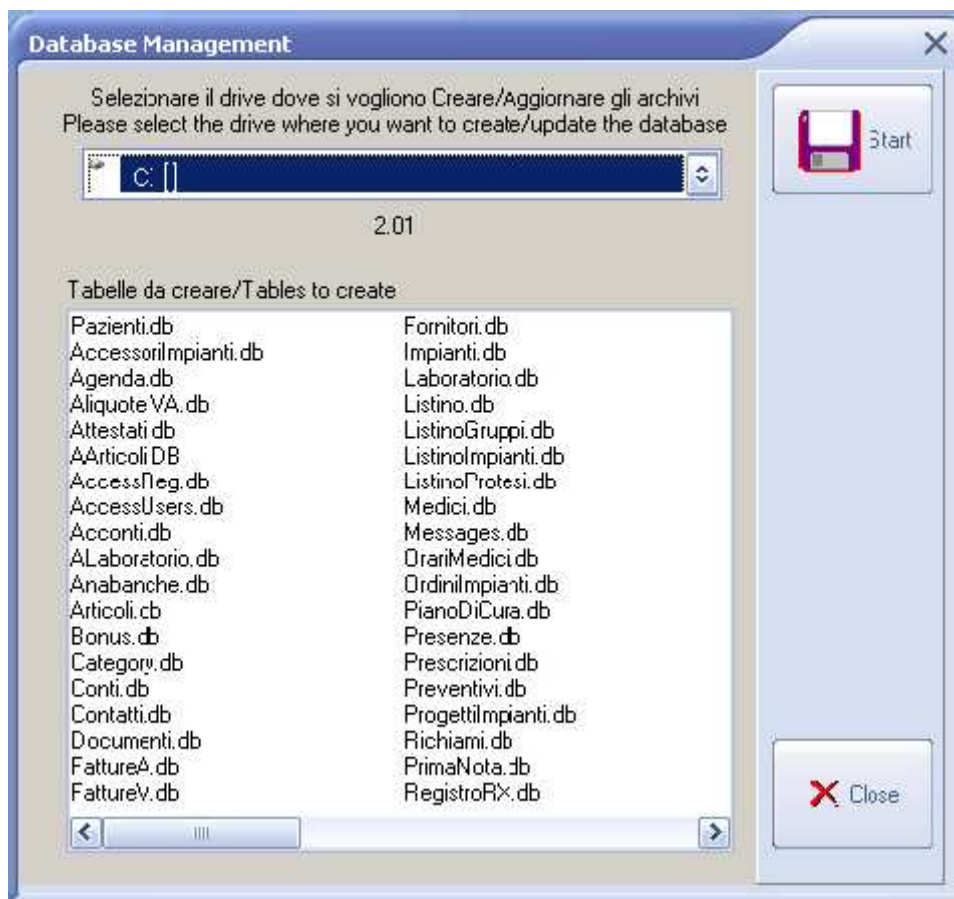 Database Management
Selezionare il drive dove si vogliono Creare/Aggiornare gli archivi
Please select the drive where you want to create/update the database
C: []
2.01
Start
Tabelle da creare/Tables to create
Pazienti.db
AccessoriImpianti.db
Agenda.db
AliquoteIVA.db
Attestati.db
AArticoli.DB
AccessReg.db
AccessUsers.db
Acconti.db
ALaboratorio.db
Anabanche.db
Articoli.db
Bonus.db
Category.db
Conti.db
Contatti.db
Documenti.db
FattureA.db
FattureV.db
Fornitori.db
Impianti.db
Laboratorio.db
Listino.db
ListinoGruppi.db
ListinoImpianti.db
ListinoProtesi.db
Medici.db
Messages.db
OrariMedici.db
OrdiniImpianti.db
PianoDiCura.db
Presenze.db
Prescrizioni.db
Preventivi.db
ProgettiImpianti.db
Richiami.db
PrimaNota.db
RegistroRX.db
Close